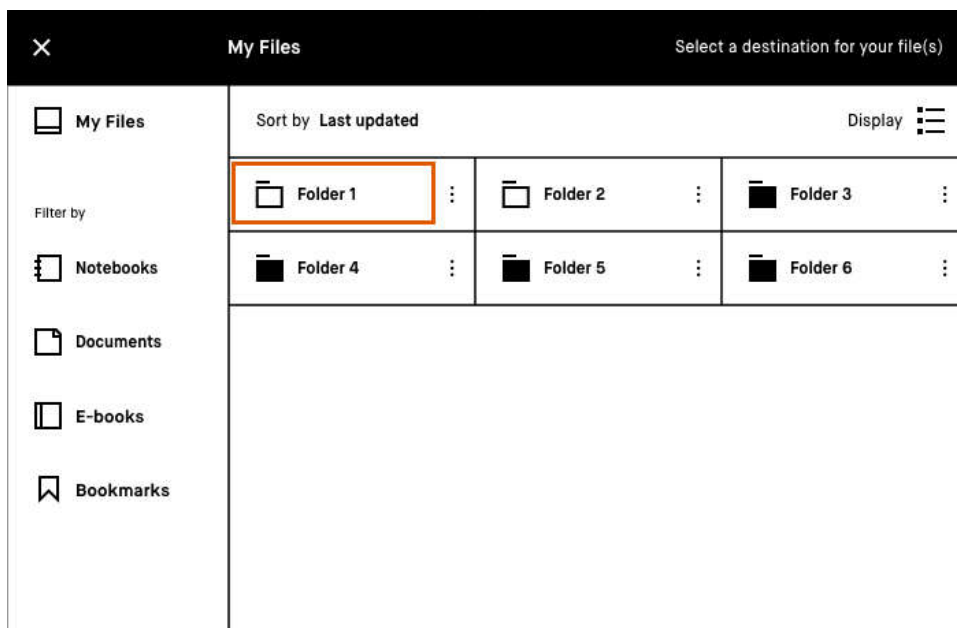 My Files
Select a destination for your file(s)
My Files
Sort by Last updated
Display
Filter by
Folder 1
Folder 2
Folder 3
Notebooks
Folder 4
Folder 5
Folder 6
Documents
E-books
Bookmarks